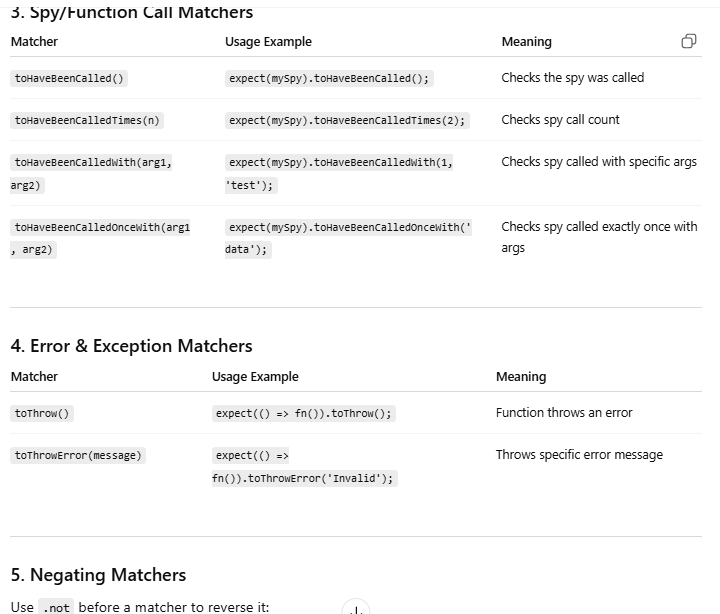 3. Spy/Function Call Matchers
Matcher Usage Example Meaning
toHaveBeenCalled() expect(mySpy).toHaveBeenCalled(); Checks the spy was called
toHaveBeenCalledTimes(n) expect(mySpy).toHaveBeenCalledTimes(2); Checks spy call count
toHaveBeenCalledWith(arg1, expect(mySpy).toHaveBeenCalledWith(1, Checks spy called with specific args
arg2) 'test');
toHaveBeenCalledOnceWith(arg1 expect(mySpy).toHaveBeenCalledOnceWith(' Checks spy called exactly once with
, arg2) data'); args
4. Error & Exception Matchers
Matcher Usage Example Meaning
toThrow() expect(() => fn()).toThrow(); Function throws an error
toThrowError(message) expect(() => Throws specific error message
fn()).toThrowError('Invalid');
5. Negating Matchers
Use .not before a matcher to reverse it: